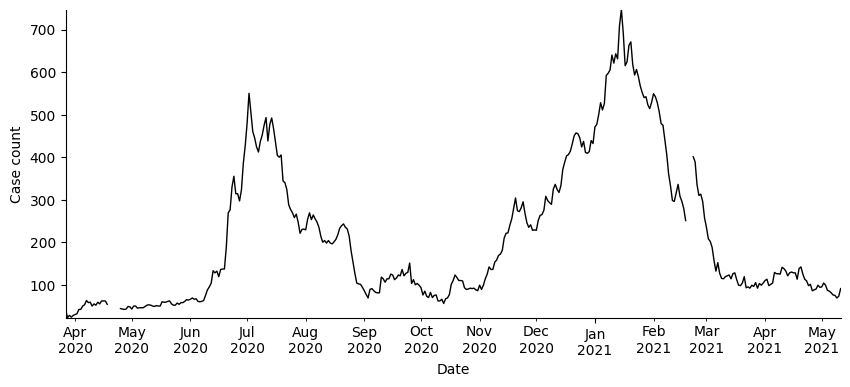 700
600
500
400
300
200
100
Case count
Apr 2020
May 2020
Jun 2020
Jul 2020
Aug 2020
Sep 2020
Oct 2020
Nov 2020
Dec 2020
Jan 2021
Feb 2021
Mar 2021
Apr 2021
May 2021
Date